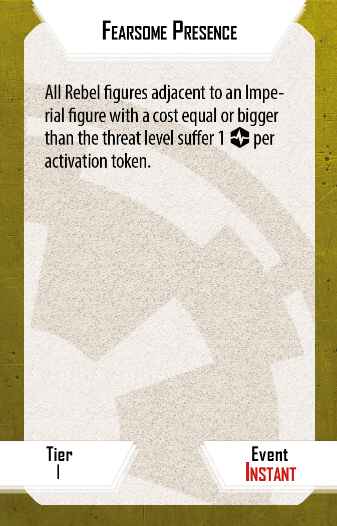 Fearsome Presence
All Rebel figures adjacent to an Impe-
rial figure with a cost equal or bigger
than the threat level suffer 1 per
activation token.
Tier
I
Event
Instant